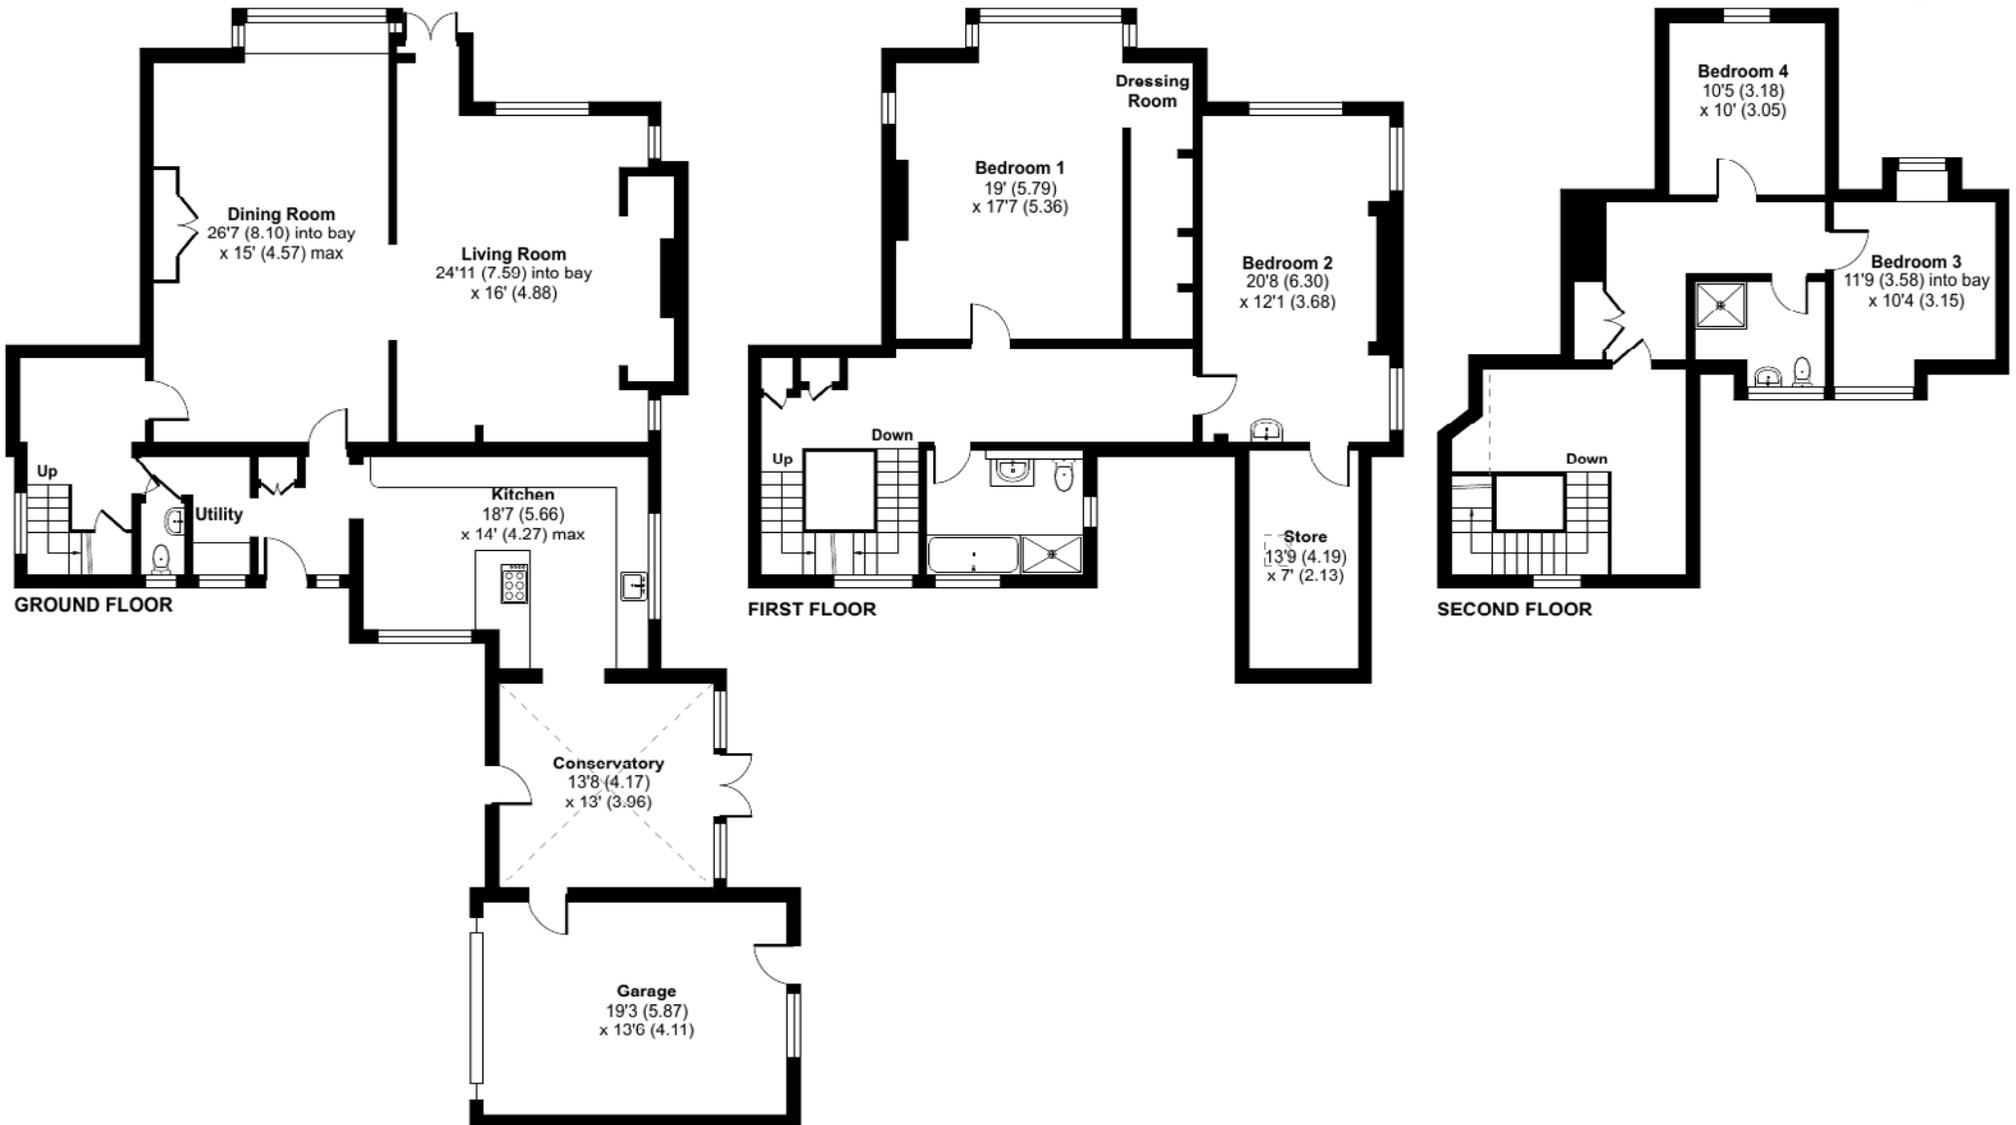 Dining Room
26'7 (8.10) into bay
x 15' (4.57) max
Living Room
24'11 (7.59) into bay
x 16' (4.88)
Up
Utility
Kitchen
18'7 (5.66)
x 14' (4.27) max
GROUND FLOOR
Conservatory
13'8 (4.17)
x 13' (3.96)
Garage
19'3 (5.87)
x 13'6 (4.11)
Dressing
Room
Bedroom 1
19' (5.79)
x 17'7 (5.36)
Bedroom 2
20'8 (6.30)
x 12'1 (3.68)
Down
Up
Store
13'9 (4.19)
x 7' (2.13)
FIRST FLOOR
Bedroom 4
10'5 (3.18)
x 10' (3.05)
Bedroom 3
11'9 (3.58) into bay
x 10'4 (3.15)
Down
SECOND FLOOR